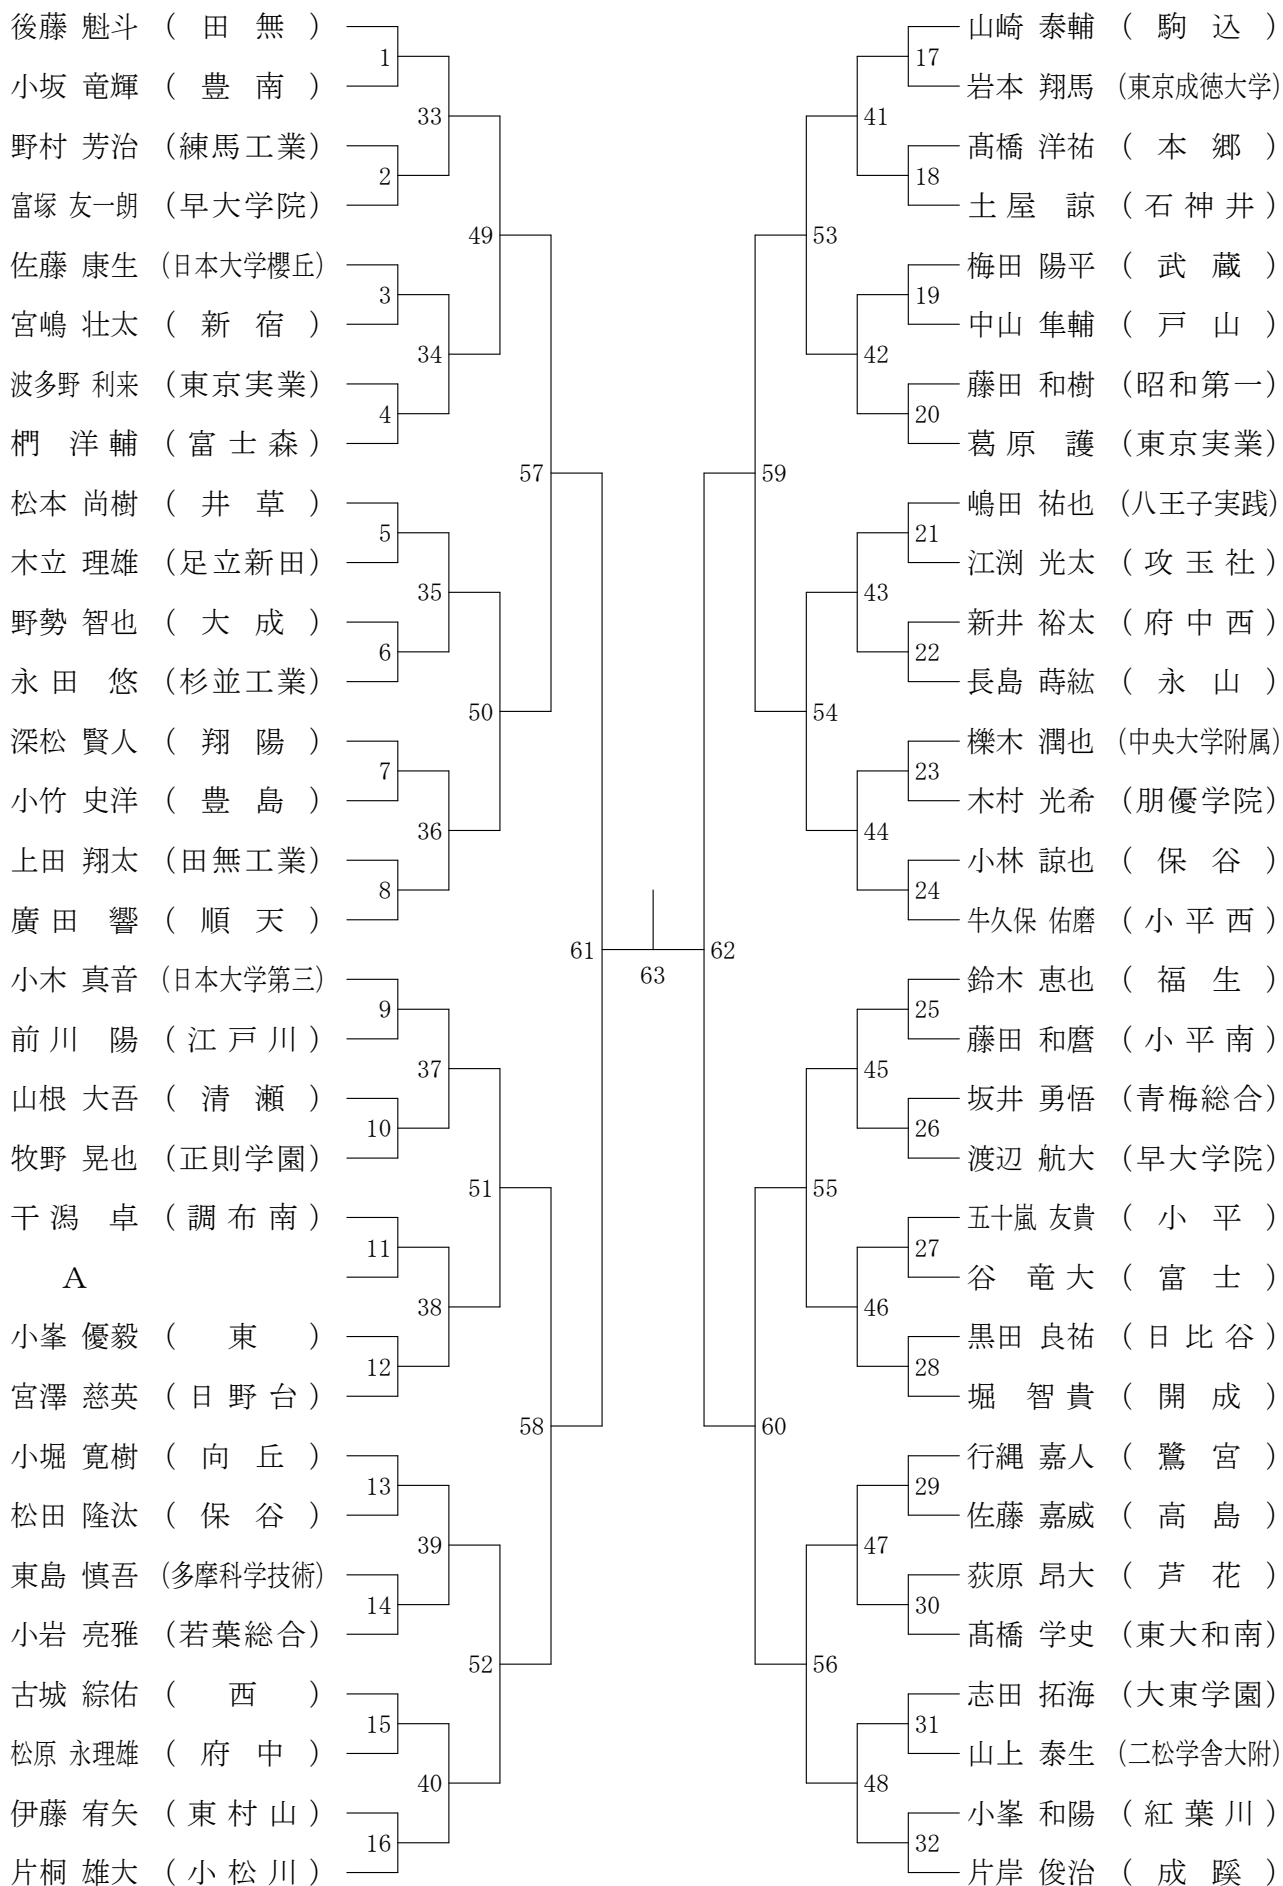 後藤 魁斗 ( 田 無 )
小坂 竜輝 ( 豊 南 )
野村 芳治 (練馬工業)
富塚 友一朗 (早大学院)
佐藤 康生 (日本大学櫻丘)
宮嶋 壮太 ( 新 宿 )
波多野 利来 (東京実業)
椚 洋輔 ( 富士森 )
松本 尚樹 ( 井 草 )
木立 理雄 (足立新田)
野勢 智也 ( 大 成 )
永田 悠 (杉並工業)
深松 賢人 ( 翔 陽 )
小竹 史洋 ( 豊 島 )
上田 翔太 (田無工業)
廣田 響 ( 順 天 )
小木 真音 (日本大学第三)
前川 陽 ( 江戸川 )
山根 大吾 ( 清 瀬 )
牧野 晃也 (正則学園)
干潟 卓 ( 調布南 )
A
小峯 優毅 ( 東 )
宮澤 慈英 ( 日野台 )
小堀 寛樹 ( 向 丘 )
松田 隆汰 ( 保 谷 )
東島 慎吾 (多摩科学技術)
小岩 亮雅 (若葉総合)
古城 綜佑 ( 西 )
松原 永理雄 ( 府 中 )
伊藤 宥矢 ( 東村山 )
片桐 雄大 ( 小松川 )
1
2
3
4
5
6
7
8
9
10
11
12
13
14
15
16
33
34
35
36
37
38
39
40
49
50
51
52
57
58
61
63
62
59
60
53
54
55
56
41
42
43
44
45
46
47
48
17
18
19
20
21
22
23
24
25
26
27
28
29
30
31
32
山崎 泰輔 ( 駒 込 )
岩本 翔馬 (東京成徳大学)
髙橋 洋祐 ( 本 郷 )
土屋 諒 ( 石神井 )
梅田 陽平 ( 武 蔵 )
中山 隼輔 ( 戸 山 )
藤田 和樹 (昭和第一)
葛原 護 (東京実業)
嶋田 祐也 (八王子実践)
江渕 光太 ( 攻玉社 )
新井 裕太 ( 府中西 )
長島 蒔紘 ( 永 山 )
櫟木 潤也 (中央大学附属)
木村 光希 (朋優学院)
小林 諒也 ( 保 谷 )
牛久保 佑磨 ( 小平西 )
鈴木 恵也 ( 福 生 )
藤田 和麿 ( 小平南 )
坂井 勇悟 (青梅総合)
渡辺 航大 (早大学院)
五十嵐 友貴 ( 小 平 )
谷 竜大 ( 富 士 )
黒田 良祐 ( 日比谷 )
堀 智貴 ( 開 成 )
行縄 嘉人 ( 鷺 宮 )
佐藤 嘉威 ( 高 島 )
荻原 昂大 ( 芦 花 )
髙橋 学史 (東大和南)
志田 拓海 (大東学園)
山上 泰生 (二松学舎大附)
小峯 和陽 ( 紅葉川 )
片岸 俊治 ( 成 蹊 )